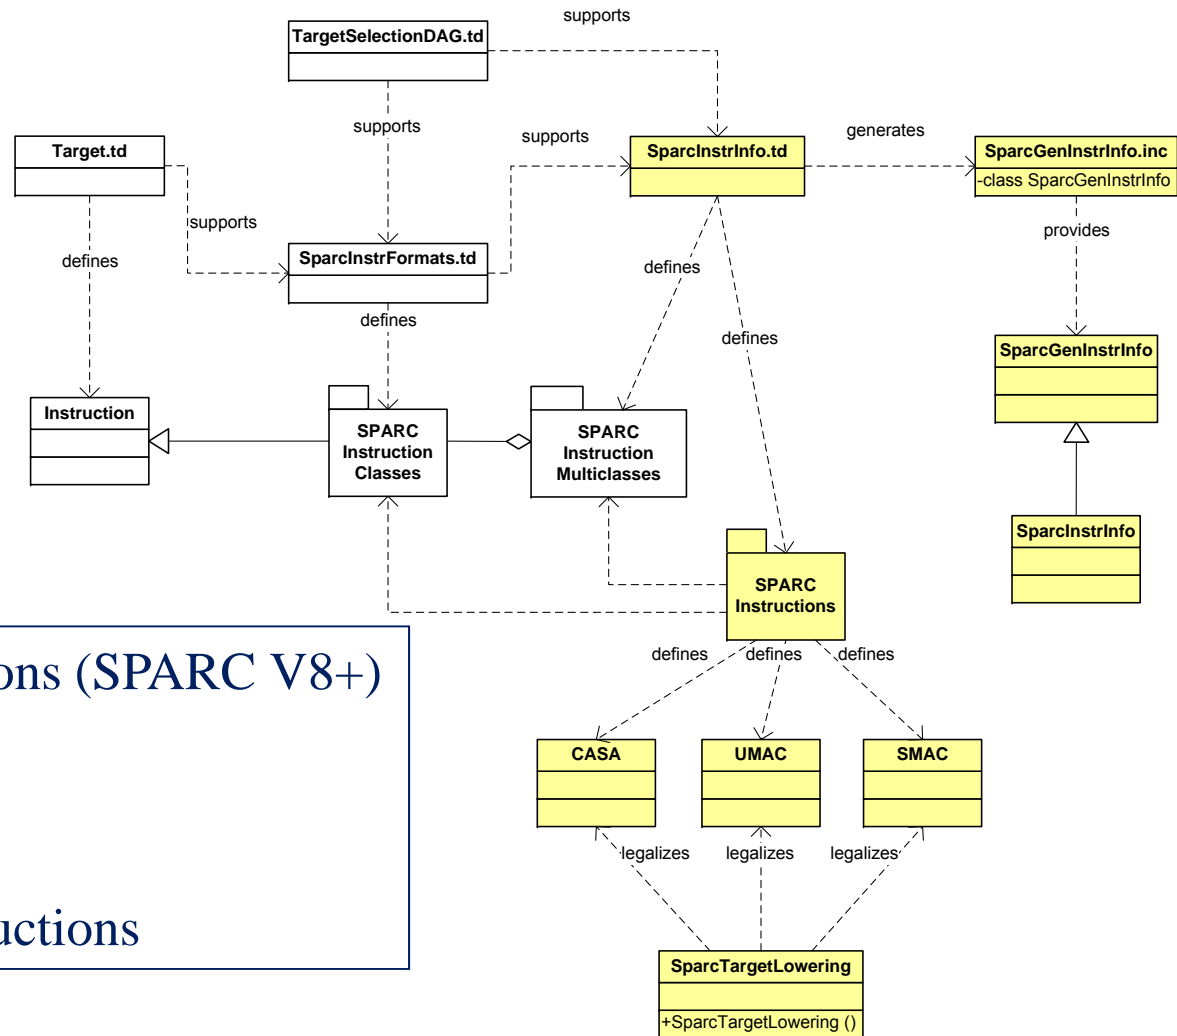 supports
TargetSelectionDAG.td
supports
supports
generates
Target.td
SparcInstrInfo.td
SparcGenInstrInfo.inc
-class SparcGenInstrInfo
supports
provides
defines
SparcInstrFormats.td
defines
defines
defines
SparcGenInstrInfo
Instruction
SPARC
Instruction
Classes
SPARC
Instruction
Multiclasses
SparcInstrInfo
SPARC
Instructions
ons (SPARC V8+)
defines
defines
defines
CASA
UMAC
SMAC
legalizes
legalizes
legalizes
uctions
SparcTargetLowering
+SparcTargetLowering ()